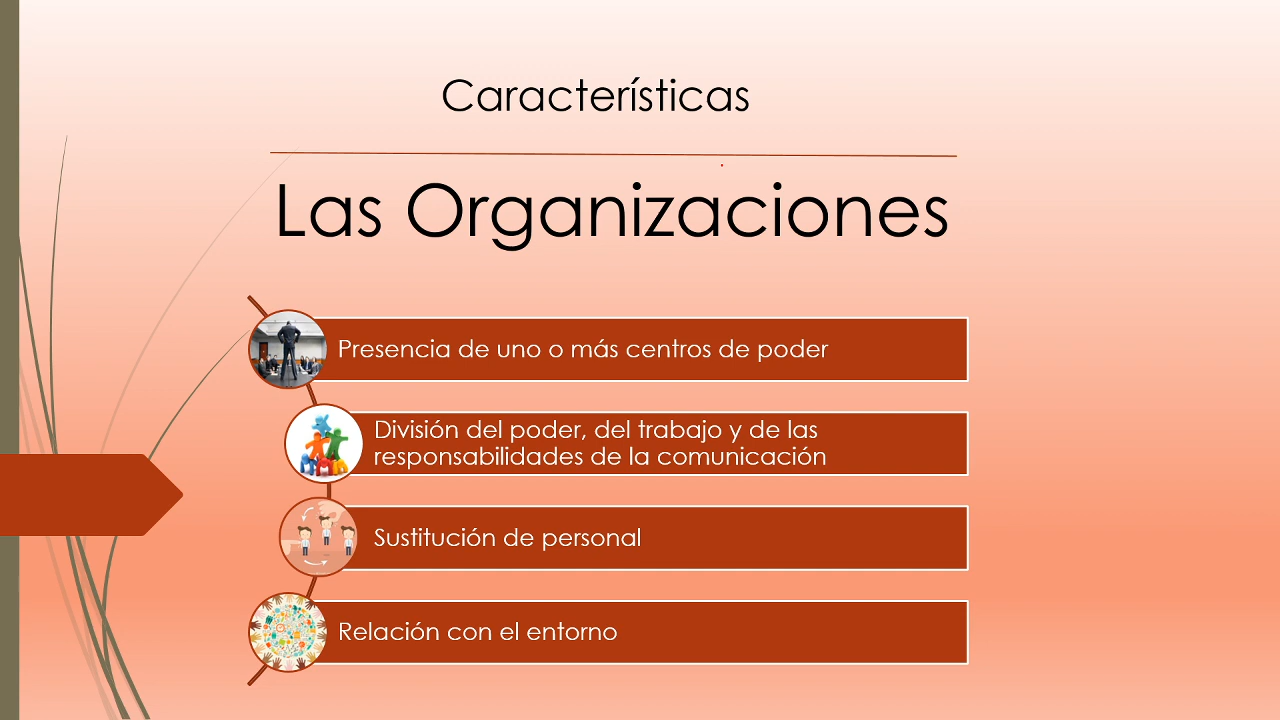 Características
Las Organizaciones
Presencia de uno o más centros de poder
División del poder, del trabajo y de las
responsabilidades de la comunicación
Sustitución de personal
Relación con el entorno